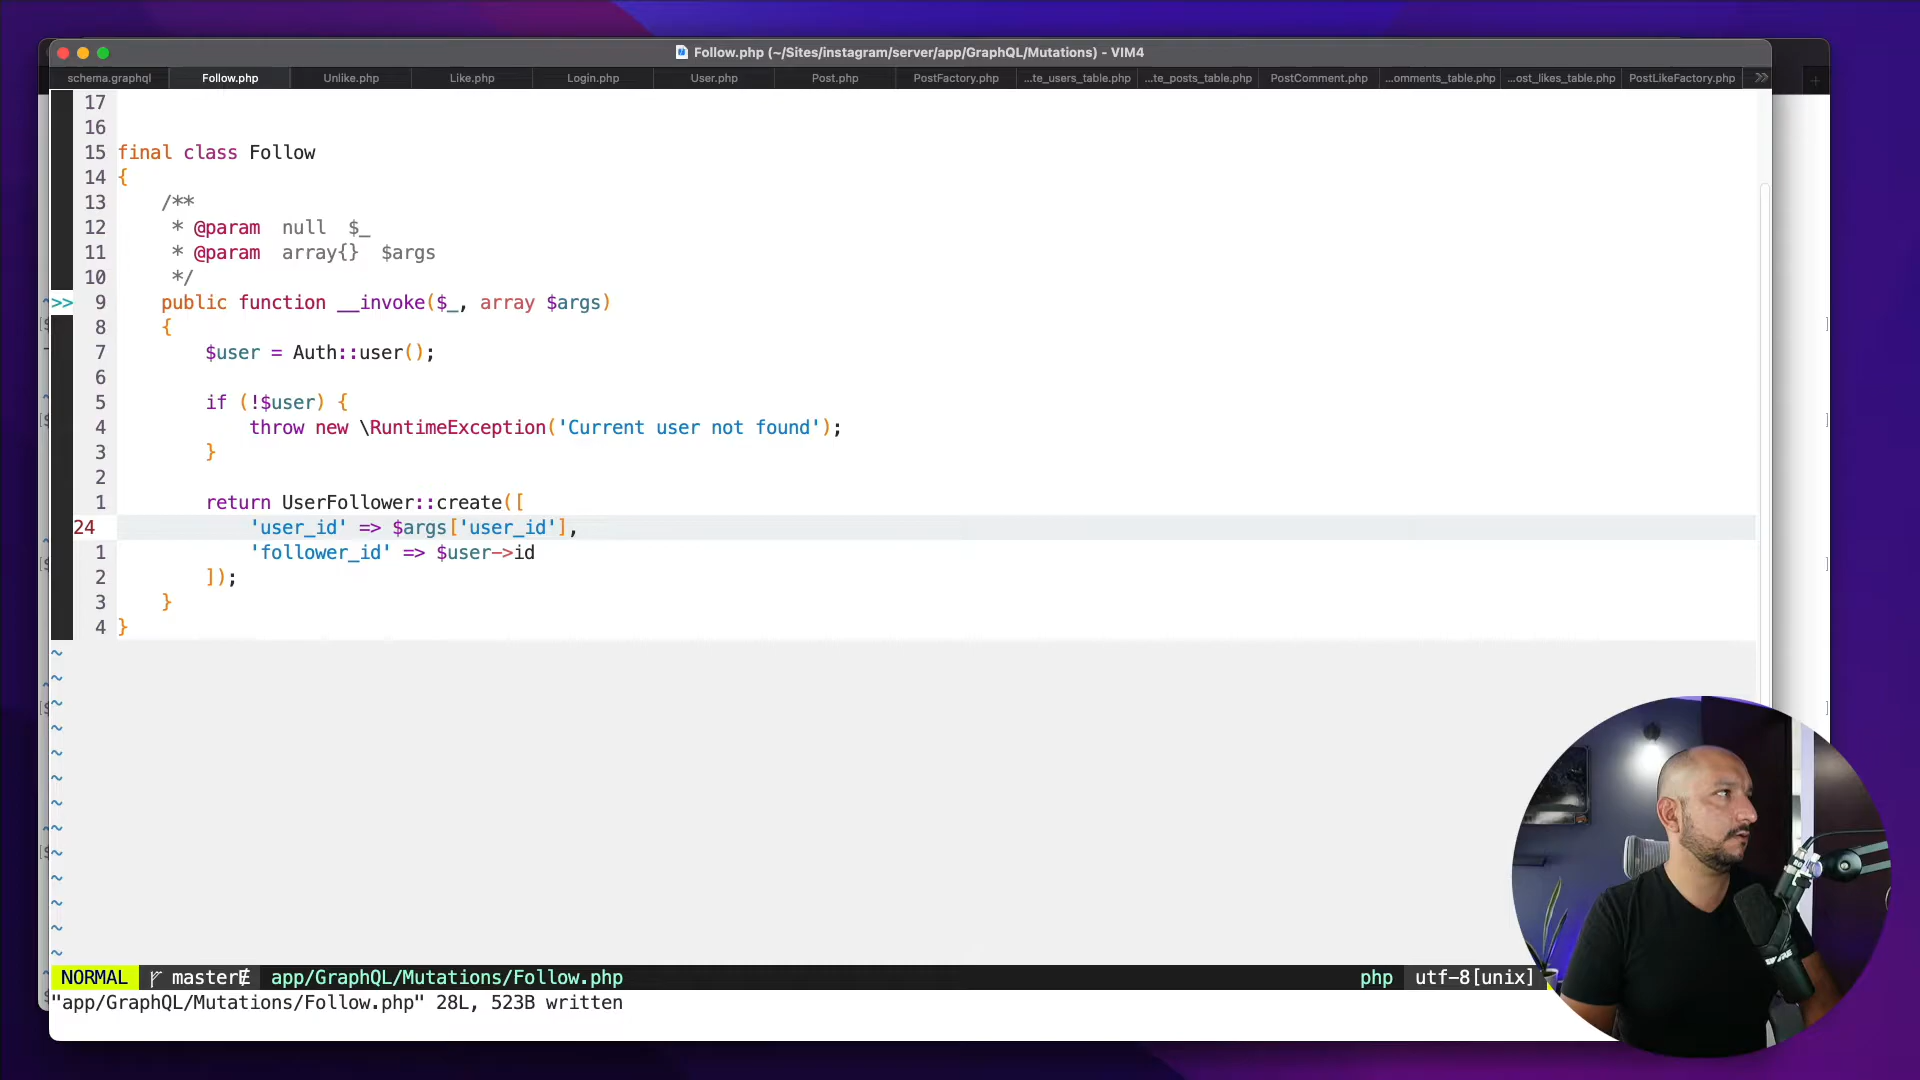 Follow.php (~/Sites/instagram/server/app/GraphQL/Mutations) - VIM4
schema.graphql Follow.php Unlike.php Like.php Login.php User.php Post.php PostFactory.php ...te_users_table.php ...te_posts_table.php PostComment.php ...omments_table.php ...ost_likes_table.php PostLikeFactory.php >> +
17
16
15 final class Follow
14 {
13 /**
12 * @param null $_
11 * @param array{} $args
10 */
>> 9 public function __invoke($_, array $args)
8 {
7 $user = Auth::user();
6
5 if (!$user) {
4 throw new \RuntimeException('Current user not found');
3 }
2
1 return UserFollower::create([
24 'user_id' => $args['user_id'],
1 'follower_id' => $user->id
2 ]);
3 }
4 }
~
~
~
~
~
~
~
~
~
~
~
~
~
NORMAL master app/GraphQL/Mutations/Follow.php php utf-8[unix]
"app/GraphQL/Mutations/Follow.php" 28L, 523B written